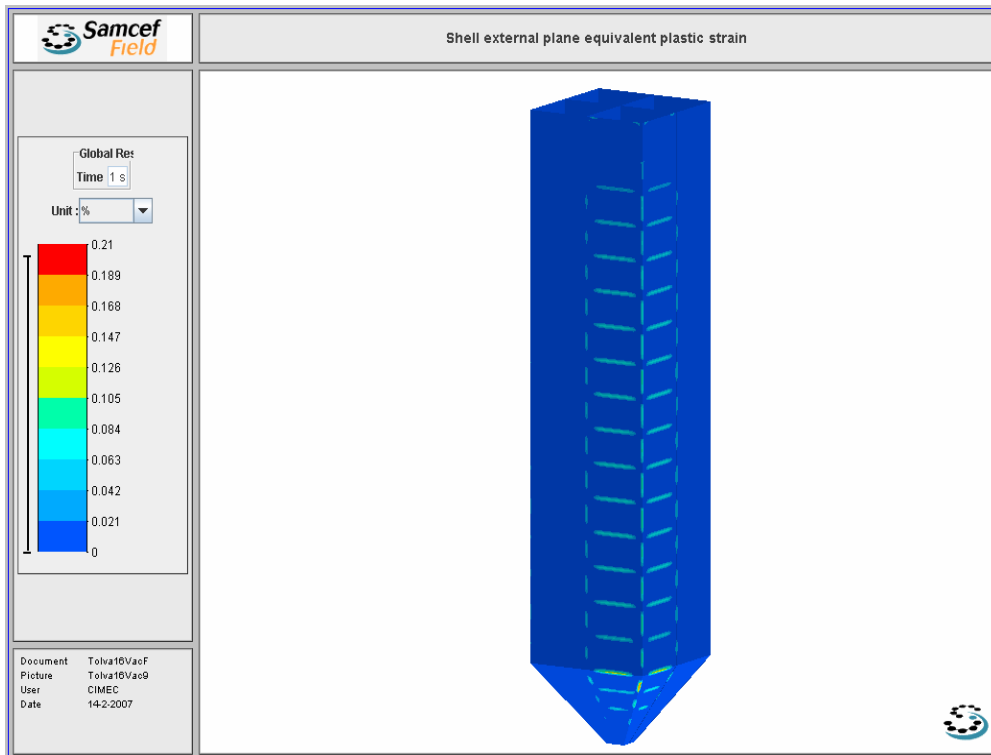 Samcef
Field
Shell external plane equivalent plastic strain
Global Res
Time 1 s
Unit : %
0.21
0.189
0.168
0.147
0.126
0.105
0.084
0.063
0.042
0.021
0
Document Tolva16VacF
Picture Tolva16Vac9
User CIMEC
Date 14-2-2007